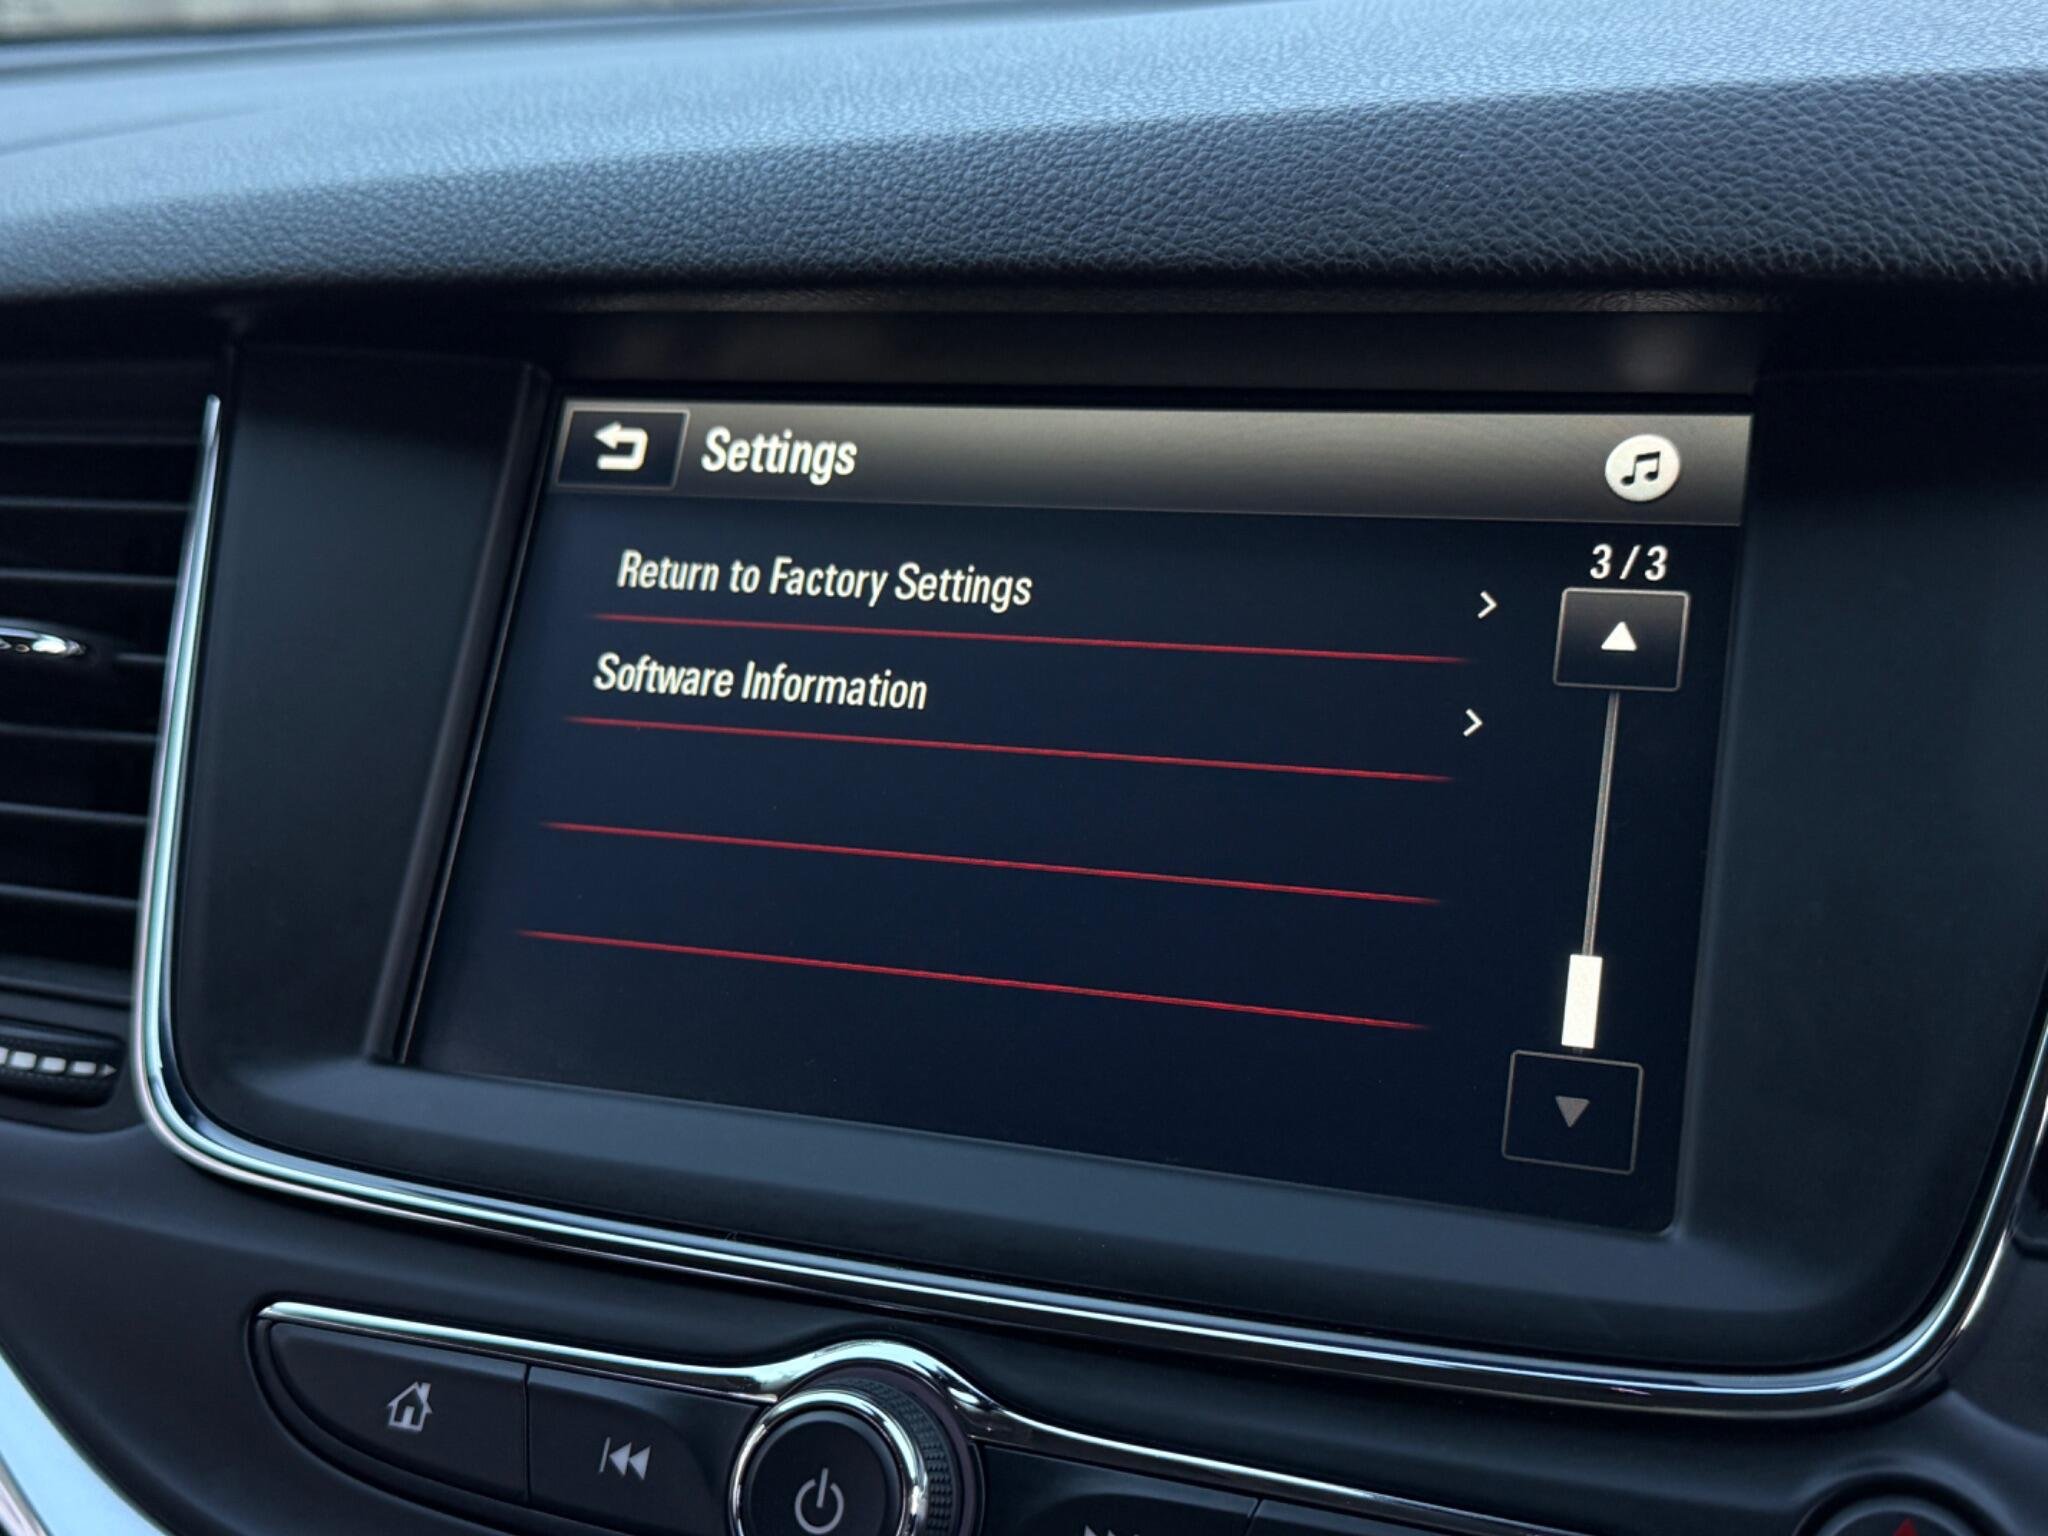 Settings
3/3
Return to Factory Settings
Software Information